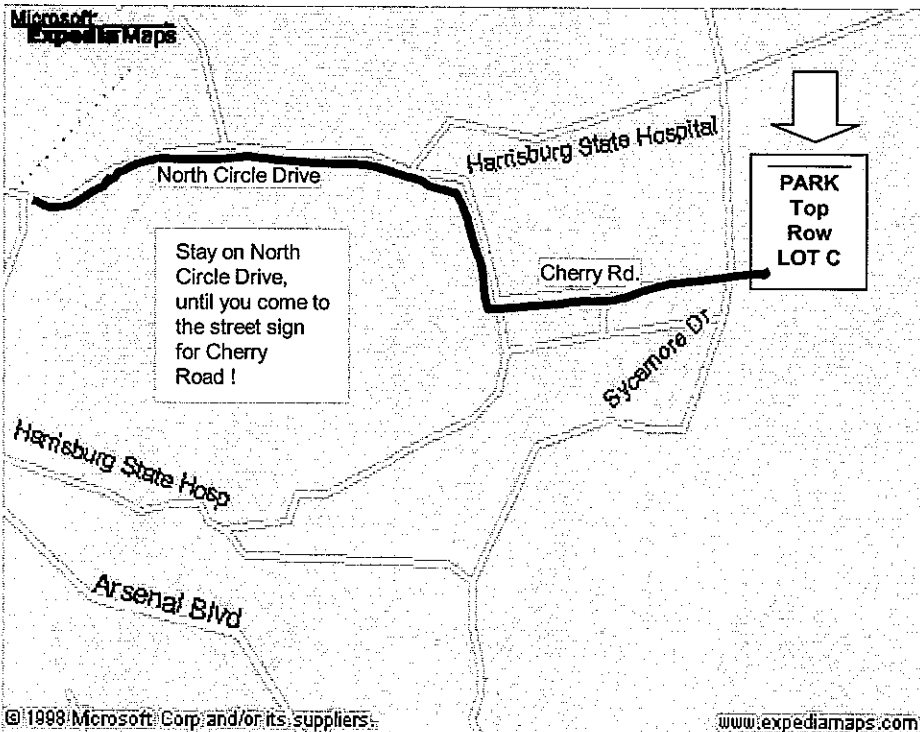 Microsoft
Expedia Maps
Harrisburg State Hospital
North Circle Drive
PARK
Top
Row
LOT C
Stay on North
Circle Drive,
until you come to
the street sign
for Cherry
Road !
Cherry Rd.
Sycamore Dr
Harrisburg State Hosp
Arsenal Blvd
© 1998 Microsoft Corp and/or its suppliers.
www.expediamaps.com